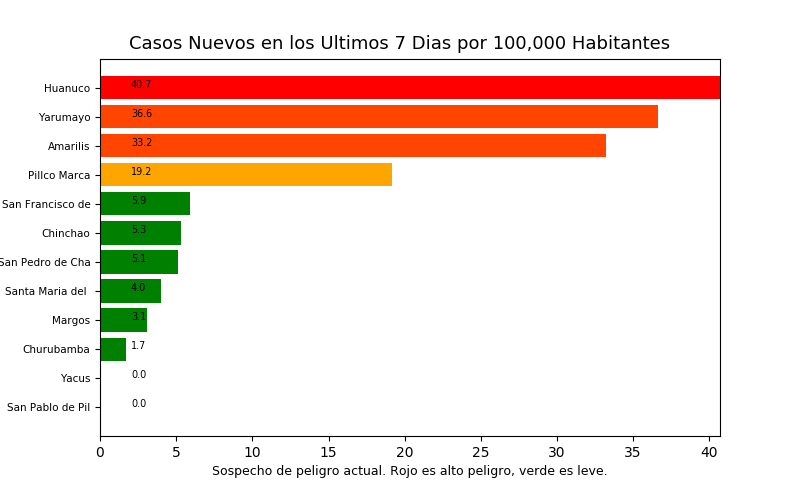 Casos Nuevos en los Ultimos 7 Dias por 100,000 Habitantes
Huanuco 40.7
Yarumayo 36.6
Amarilis 33.2
Pillco Marca 19.2
San Francisco de 5.9
Chinchao 5.3
San Pedro de Cha 5.1
Santa Maria del 4.0
Margos 3.1
Churubamba 1.7
Yacus 0.0
San Pablo de Pil 0.0
0 5 10 15 20 25 30 35 40
Sospecho de peligro actual. Rojo es alto peligro, verde es leve.